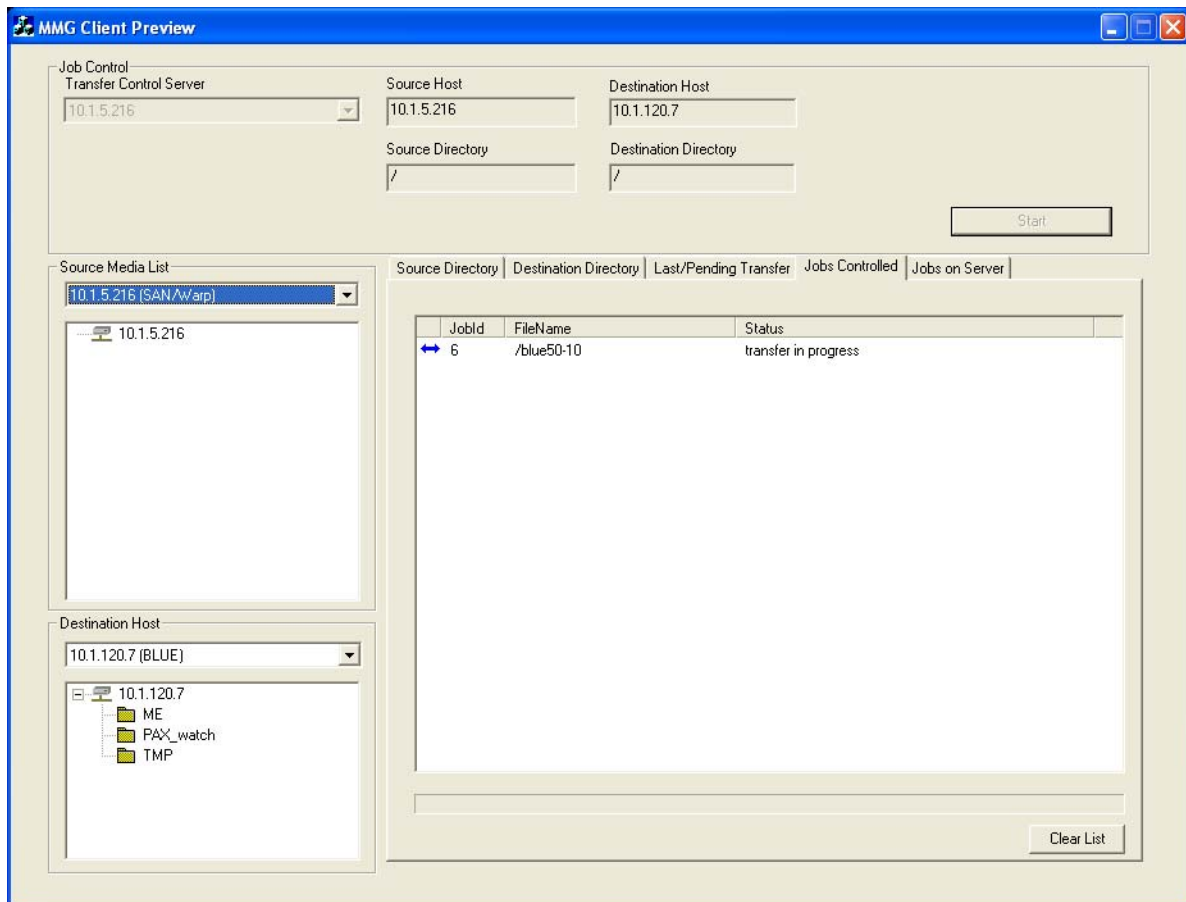 MMG Client Preview
Job Control
Transfer Control Server
10.1.5.216
Source Host
10.1.5.216
Destination Host
10.1.120.7
Source Directory
/
Destination Directory
/
Start
Source Media List
10.1.5.216 (SAN/Warp)
10.1.5.216
Destination Host
10.1.120.7 (BLUE)
10.1.120.7
ME
PAX_watch
TMP
Source Directory Destination Directory Last/Pending Transfer Jobs Controlled Jobs on Server
JobId FileName Status
6 /blue50-10 transfer in progress
Clear List